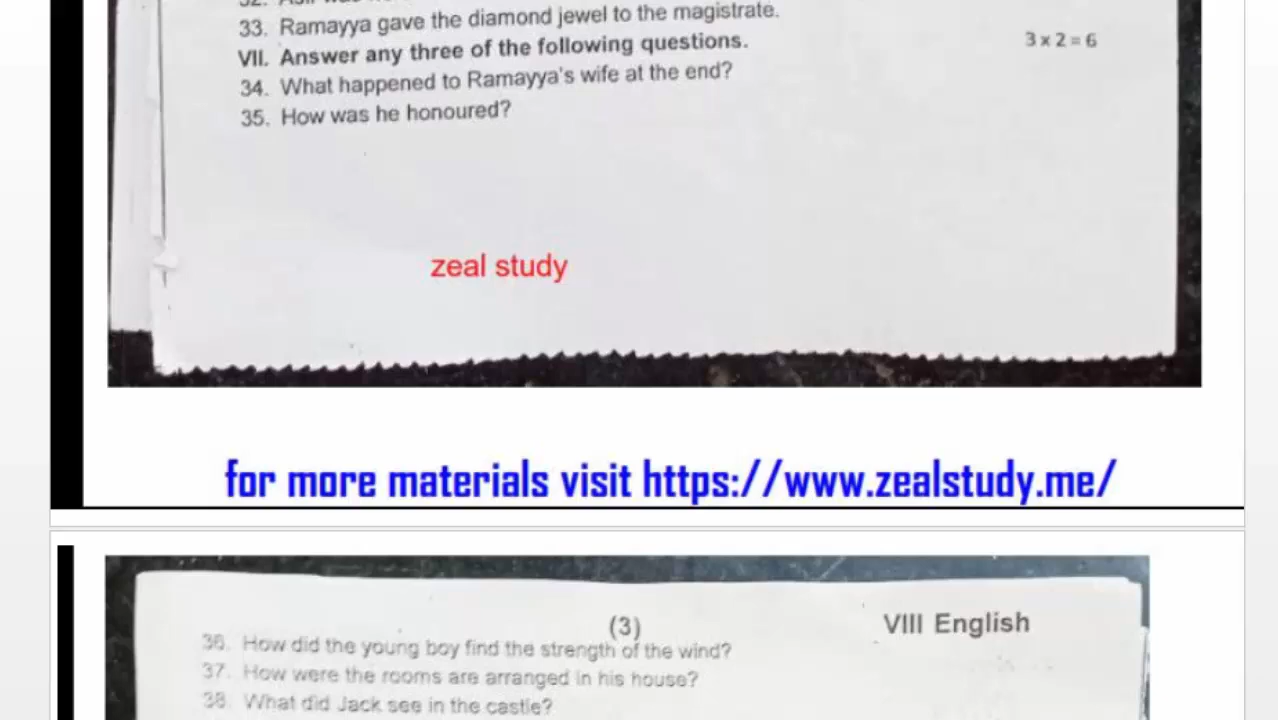 33. Ramayya gave the diamond jewel to the magistrate.
VII. Answer any three of the following questions. 3 x 2 = 6
34. What happened to Ramayya's wife at the end?
35. How was he honoured?
zeal study
for more materials visit https://www.zealstudy.me/
(3) VIII English
36. How did the young boy find the strength of the wind?
37. How were the rooms are arranged in his house?
38. What did Jack see in the castle?